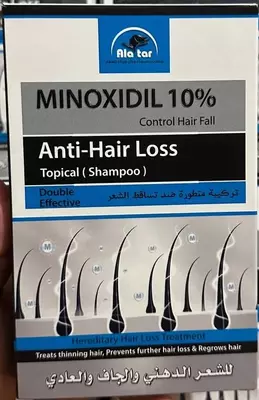 Ala tar
MINOXIDIL 10%
Control Hair Fall
Anti-Hair Loss
Topical ( Shampoo )
Double
Effective
تركيبة متطورة ضد تساقط الشعر
M
M
M
M
Hereditary Hair Loss Treatment
Treats thinning hair, Prevents further hair loss & Regrows hair
للشعر الدهني والجاف والعادي